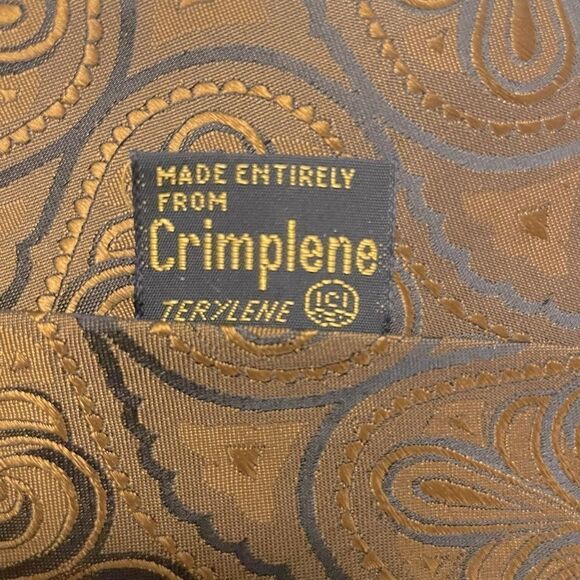 MADE ENTIRELY
FROM
Crimplene
TERYLENE ICI